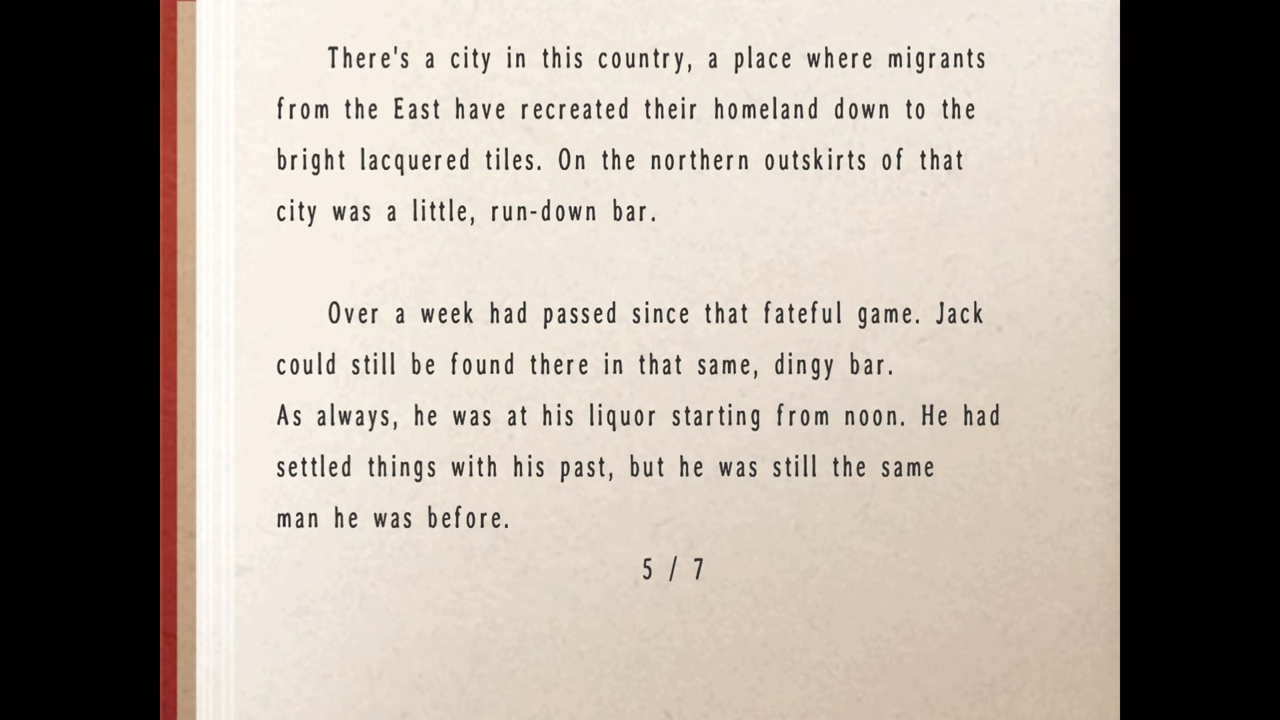 There's a city in this country, a place where migrants
from the East have recreated their homeland down to the
bright lacquered tiles. On the northern outskirts of that
city was a little, run-down bar.
Over a week had passed since that fateful game. Jack
could still be found there in that same, dingy bar.
As always, he was at his liquor starting from noon. He had
settled things with his past, but he was still the same
man he was before.
5 / 7